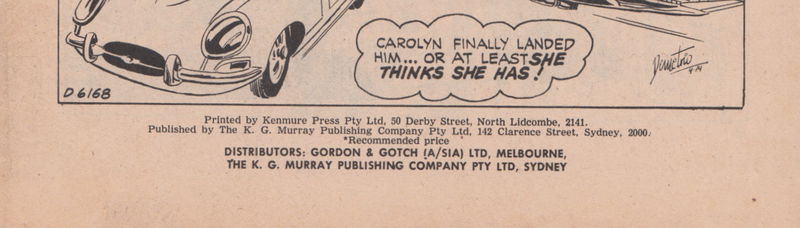 CAROLYN FINALLY LANDED
HIM... OR AT LEAST SHE
THINKS SHE HAS!
D6168
Printed by Kenmure Press Pty Ltd, 50 Derby Street, North Lidcombe, 2141.
Published by The K. G. Murray Publishing Company Pty Ltd, 142 Clarence Street, Sydney, 2000.
*Recommended price
DISTRIBUTORS: GORDON & GOTCH (A/SIA) LTD, MELBOURNE,
THE K. G. MURRAY PUBLISHING COMPANY PTY LTD, SYDNEY